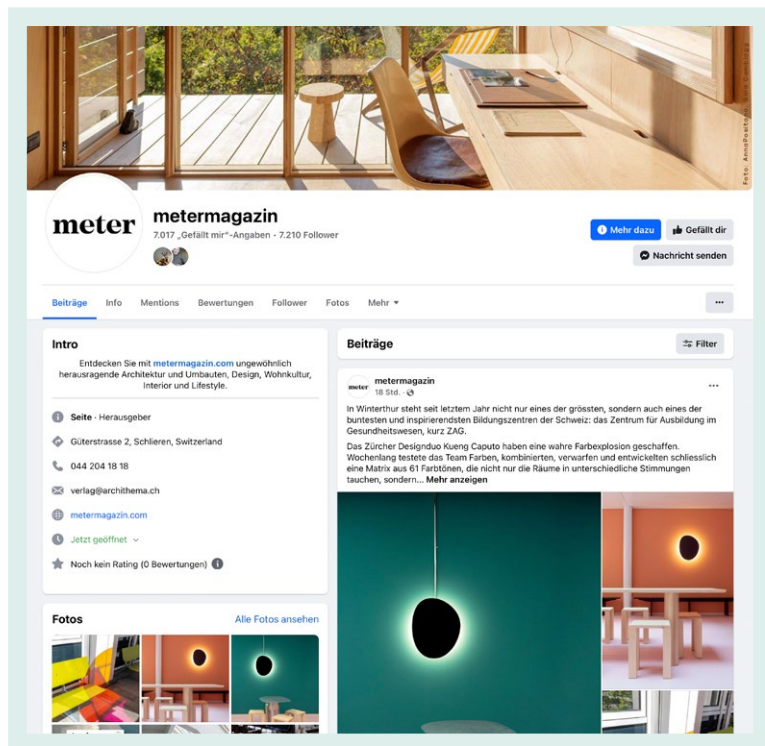 Foto: AnnaPositano, 
meter
metermagazin
7.017 „Gefällt mir“-Angaben • 7.210 Follower
Mehr dazu
Gefällt dir
Nachricht senden
Beiträge
Info
Mentions
Bewertungen
Follower
Fotos
Mehr
Intro
Entdecken Sie mit metermagazin.com ungewöhnlich
herausragende Architektur und Umbauten, Design, Wohnkultur,
Interior und Lifestyle.
Seite · Herausgeber
Güterstrasse 2, Schlieren, Switzerland
044 204 18 18
verlag@archithema.ch
metermagazin.com
Jetzt geöffnet
Noch kein Rating (0 Bewertungen)
Fotos
Alle Fotos ansehen
Beiträge
Filter
meter
metermagazin
18 Std. ·
In Winterthur steht seit letztem Jahr nicht nur eines der grössten, sondern auch eines der
buntesten und inspirierendsten Bildungszentren der Schweiz: das Zentrum für Ausbildung im
Gesundheitswesen, kurz ZAG.
Das Zürcher Designduo Kueng Caputo haben eine wahre Farbexplosion geschaffen.
Wochenlang testete das Team Farben, kombinierten, verwarfen und entwickelten schliesslich
eine Matrix aus 61 Farbtönen, die nicht nur die Räume in unterschiedliche Stimmungen
tauchen, sondern... Mehr anzeigen